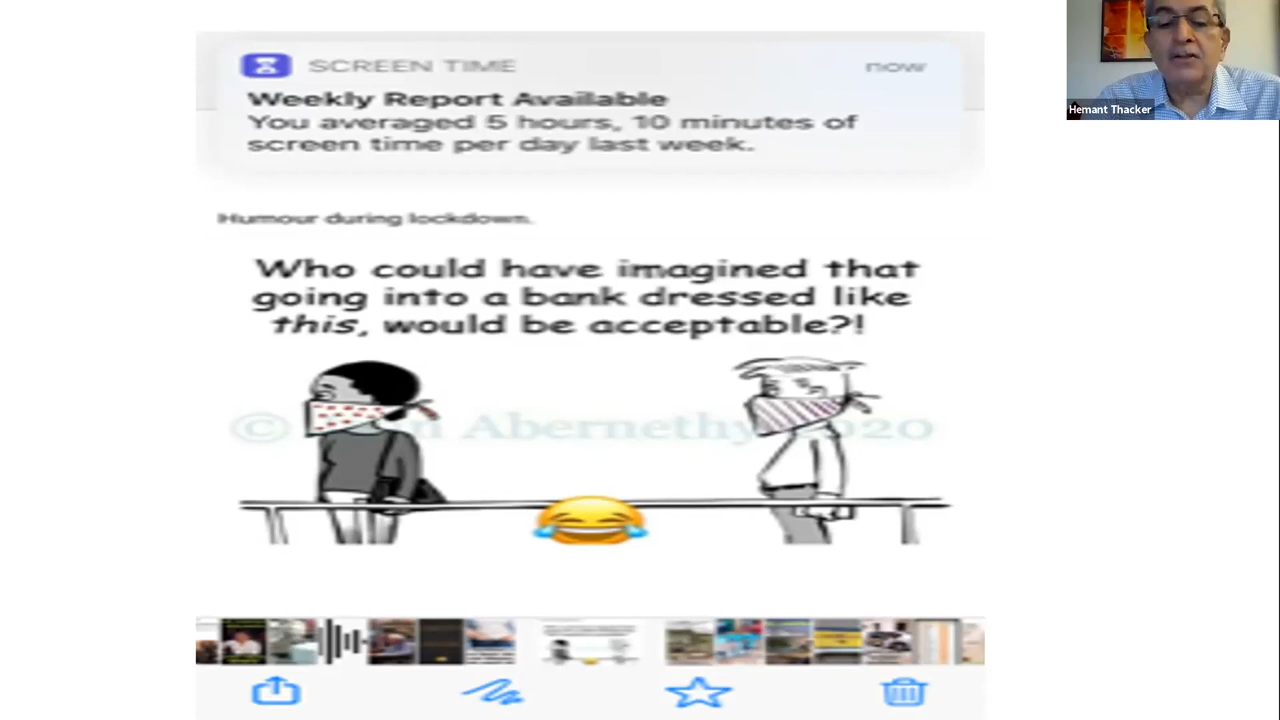 SCREEN TIME
now
Weekly Report Available
You averaged 5 hours, 10 minutes of
screen time per day last week.
Humour during lockdown.
Who could have imagined that
going into a bank dressed like
this, would be acceptable?!
© Abernethy 2020
Hemant Thacker